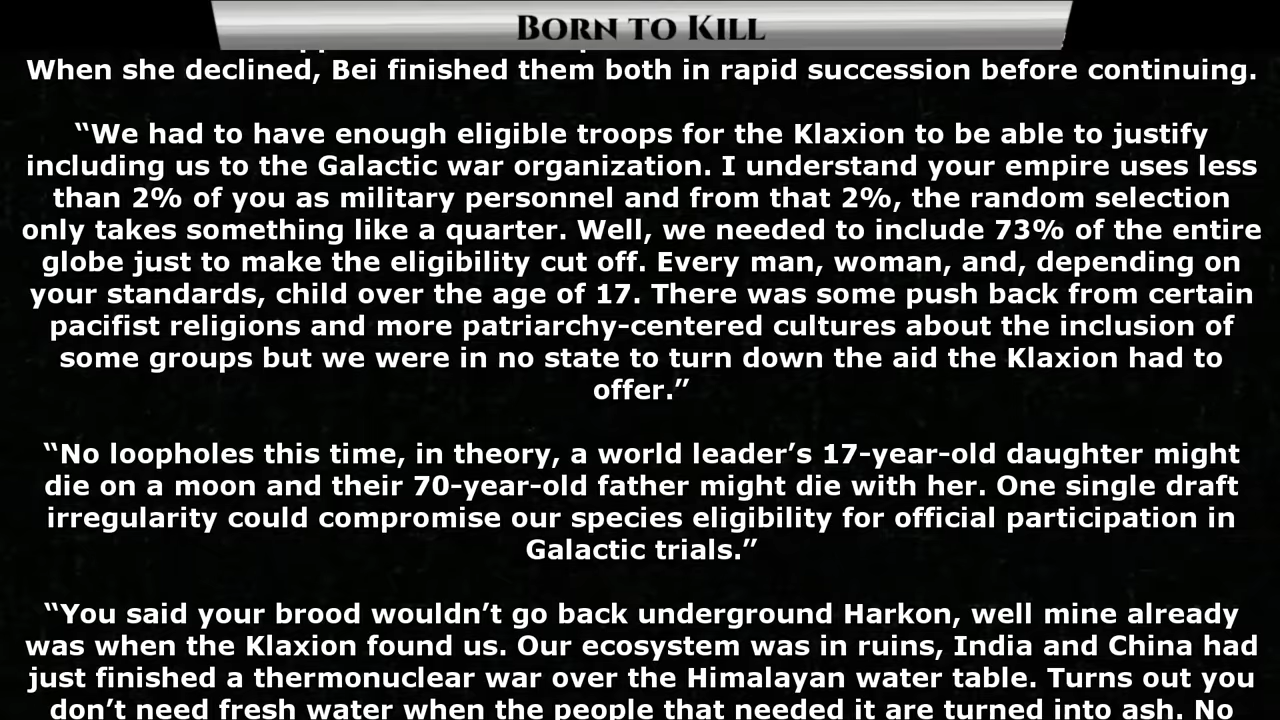 BORN TO KILL
When she declined, Bei finished them both in rapid succession before continuing.
“We had to have enough eligible troops for the Klaxion to be able to justify
including us to the Galactic war organization. I understand your empire uses less
than 2% of you as military personnel and from that 2%, the random selection
only takes something like a quarter. Well, we needed to include 73% of the entire
globe just to make the eligibility cut off. Every man, woman, and, depending on
your standards, child over the age of 17. There was some push back from certain
pacifist religions and more patriarchy-centered cultures about the inclusion of
some groups but we were in no state to turn down the aid the Klaxion had to
offer.”
“No loopholes this time, in theory, a world leader’s 17-year-old daughter might
die on a moon and their 70-year-old father might die with her. One single draft
irregularity could compromise our species eligibility for official participation in
Galactic trials.”
“You said your brood wouldn’t go back underground Harkon, well mine already
was when the Klaxion found us. Our ecosystem was in ruins, India and China had
just finished a thermonuclear war over the Himalayan water table. Turns out you
don’t need fresh water when the people that needed it are turned into ash. No